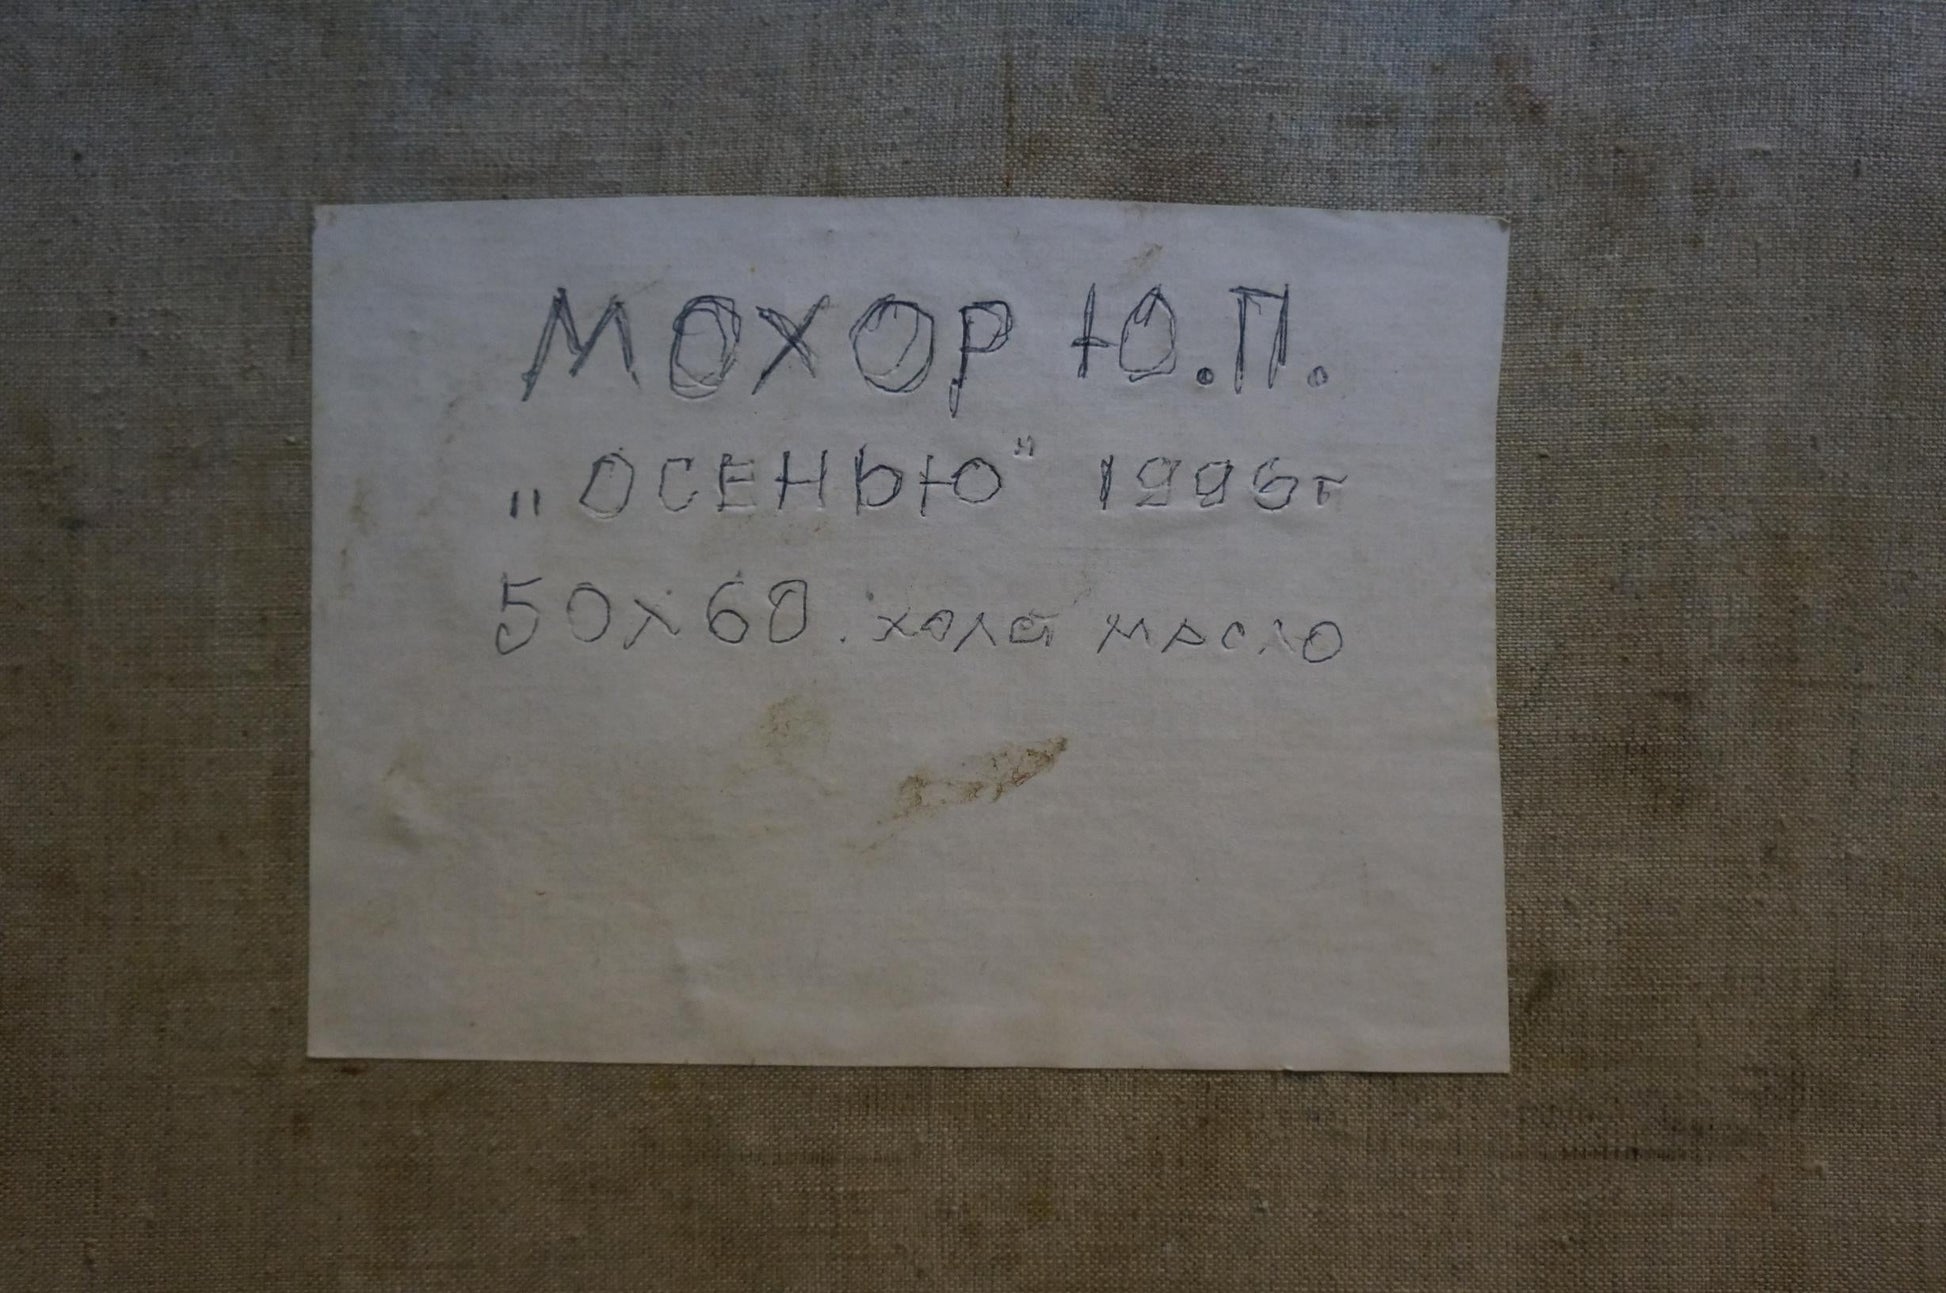 МОХОР Ю.П.
„ОСЕНЬЮ" 1996г
50х60. холст масло